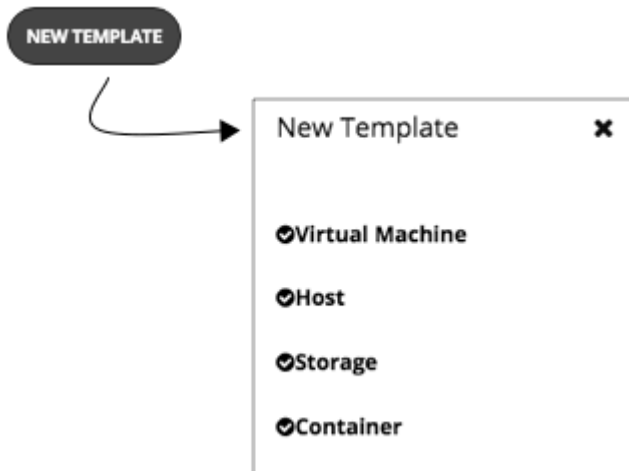 NEW TEMPLATE
New Template
Virtual Machine
Host
Storage
Container